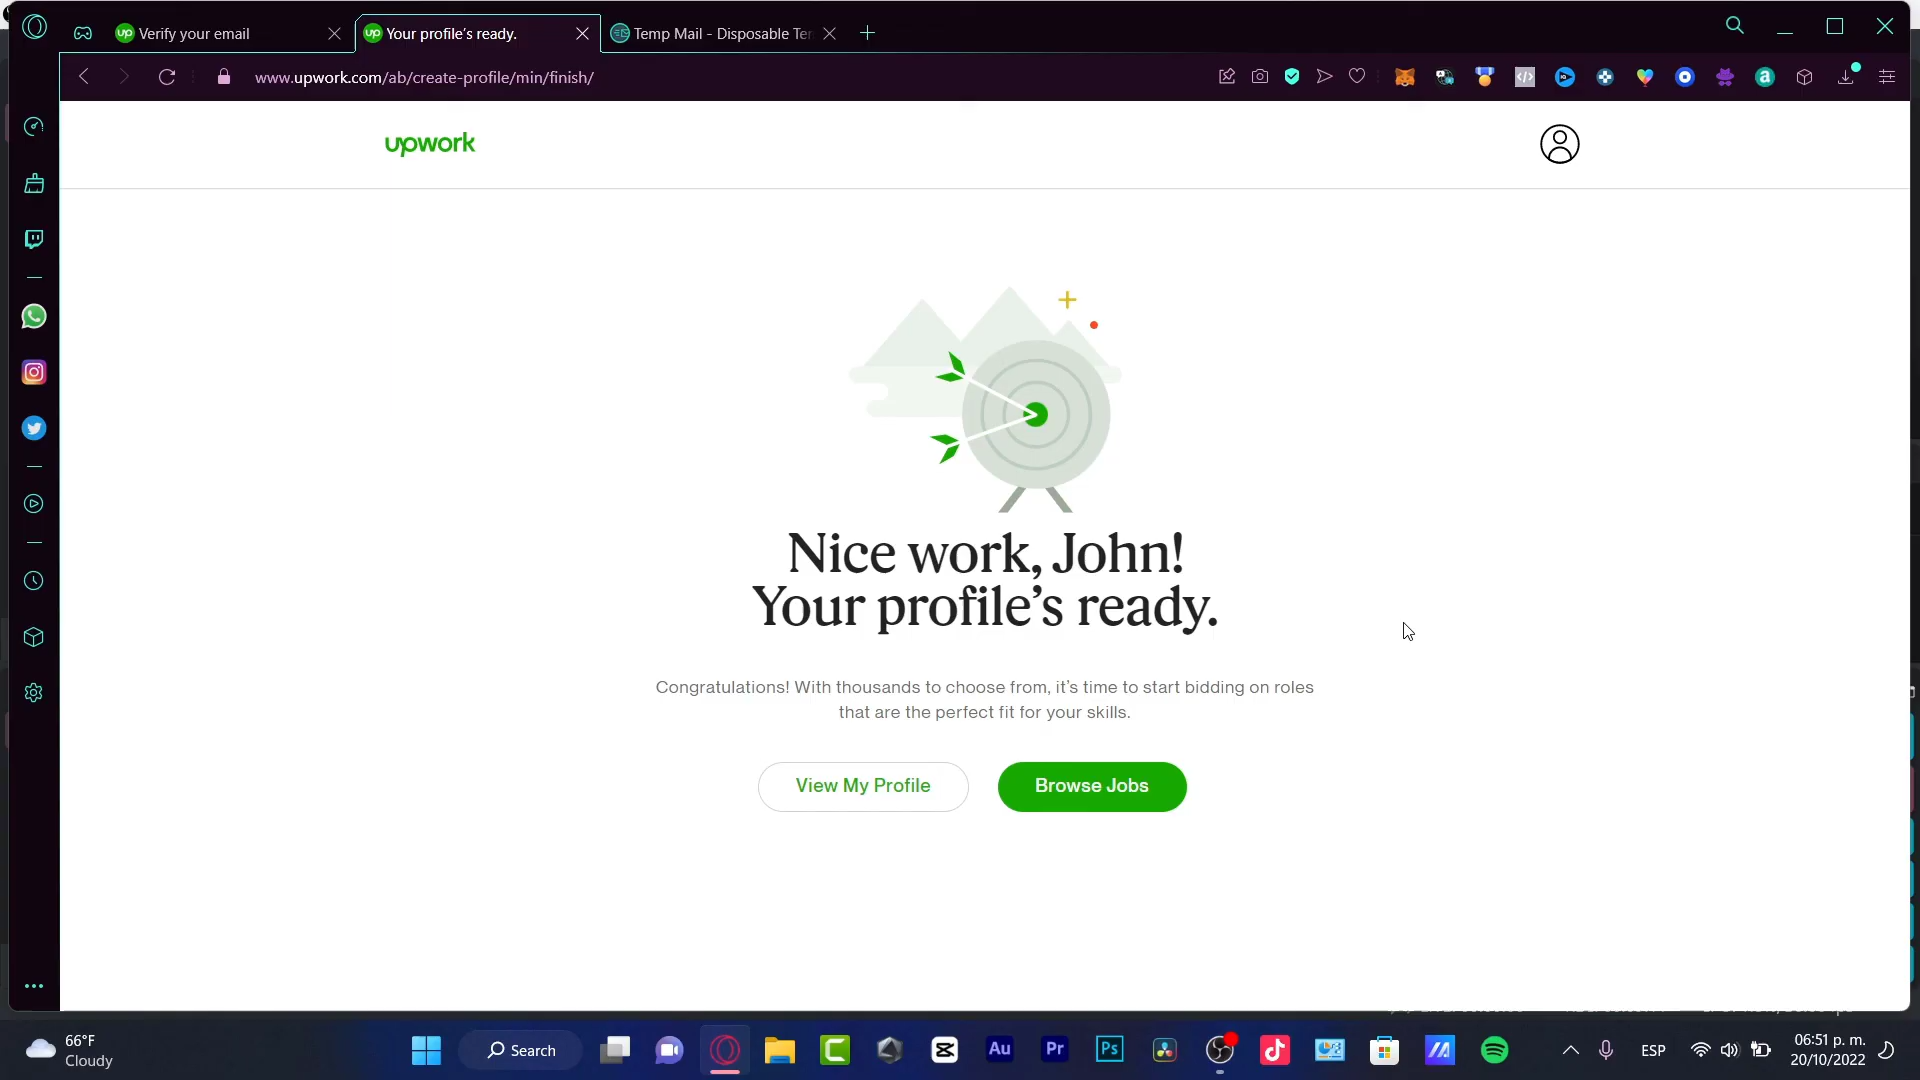 Verify your email
Your profile's ready.
Temp Mail - Disposable Ter
www.upwork.com/ab/create-profile/min/finish/
upwork
Nice work, John!
Your profile's ready.
Congratulations! With thousands to choose from, it's time to start bidding on roles
that are the perfect fit for your skills.
View My Profile
Browse Jobs
66°F
Cloudy
Search
Au
Pr
Ps
ESP
06:51 p. m.
20/10/2022